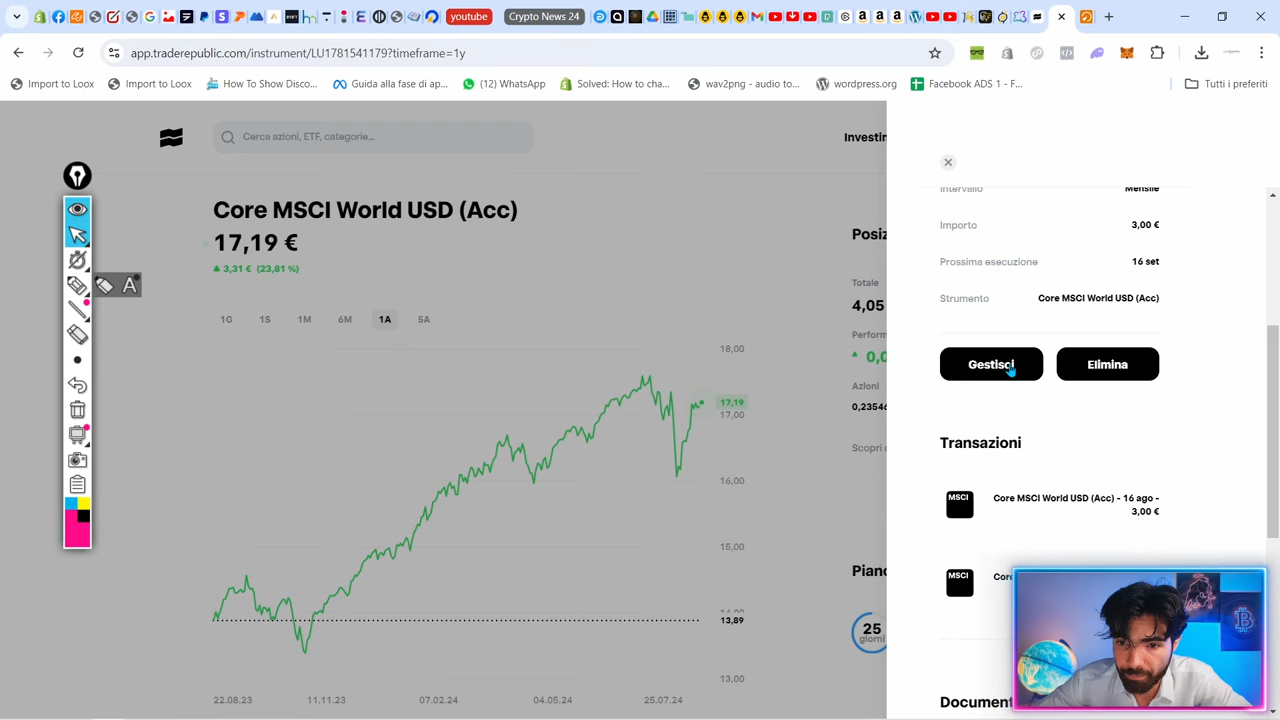 youtube
Crypto News 24
app.traderepublic.com/instrument/LU1781541179?timeframe=1y
Import to Loox
Import to Loox
How To Show Disco...
Guida alla fase di ap...
(12) WhatsApp
Solved: How to cha...
wav2png - audio to...
wordpress.org
Facebook ADS 1 - F...
Tutti i preferiti
Cerca azioni, ETF, categorie...
Core MSCI World USD (Acc)
17,19 €
3,31 € (23,81 %)
1G
1S
1M
6M
1A
5A
18,00
17,19
17,00
16,00
15,00
14,00
13,89
13,00
22.08.23
11.11.23
07.02.24
04.05.24
25.07.24
A
Totale
4,05
Azioni
25
giorni
Intervallo
Mensile
Importo
3,00 €
Prossima esecuzione
16 set
Strumento
Core MSCI World USD (Acc)
Gestisci
Elimina
Transazioni
MSCI
Core MSCI World USD (Acc) - 16 ago -
3,00 €
MSCI